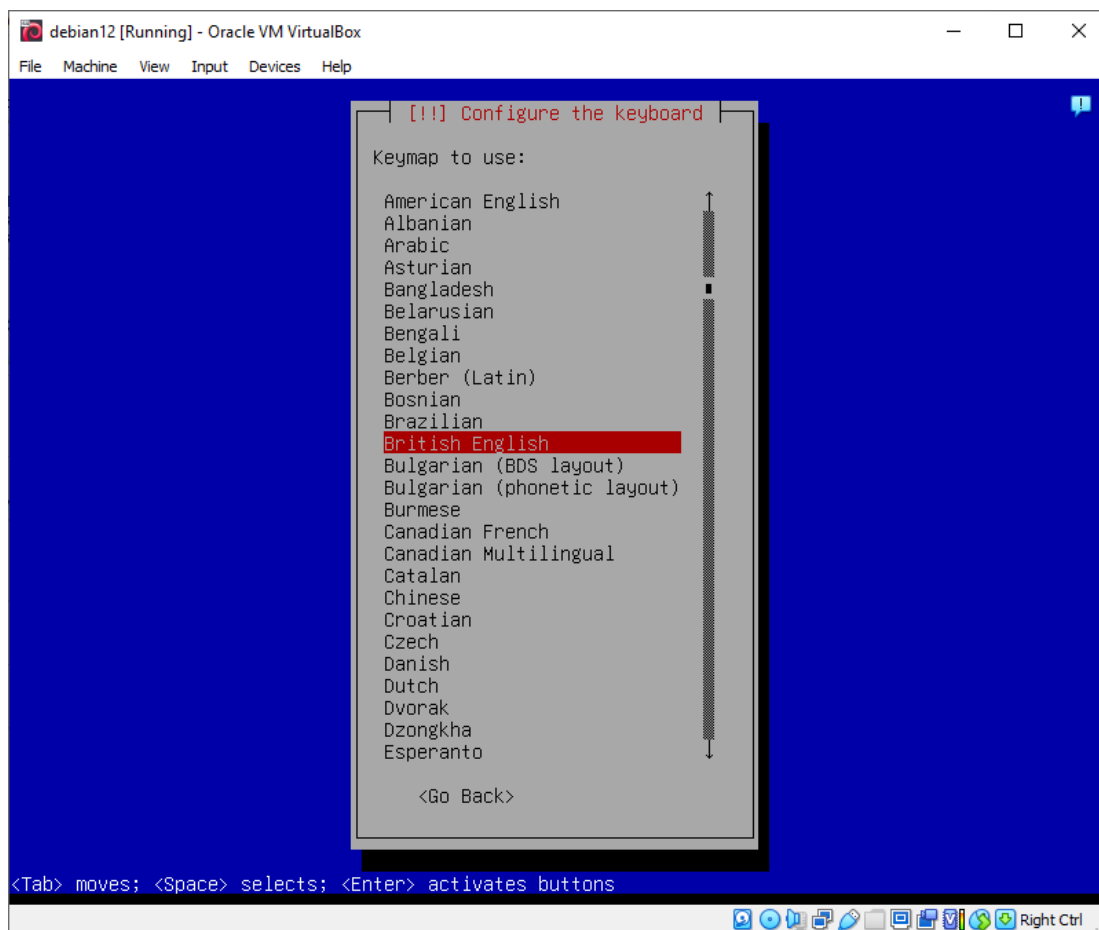 debian12 [Running] - Oracle VM VirtualBox
File Machine View Input Devices Help
[!!] Configure the keyboard
Keymap to use:
American English
Albanian
Arabic
Asturian
Bangladesh
Belarusian
Bengali
Belgian
Berber (Latin)
Bosnian
Brazilian
British English
Bulgarian (BDS layout)
Bulgarian (phonetic layout)
Burmese
Canadian French
Canadian Multilingual
Catalan
Chinese
Croatian
Czech
Danish
Dutch
Dvorak
Dzongkha
Esperanto
<Go Back>
<Tab> moves; <Space> selects; <Enter> activates buttons
Right Ctrl